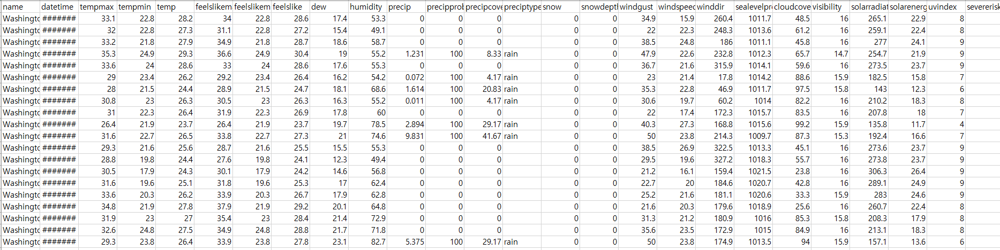 name datetime tempmax tempmin temp feelslikem feelslikem feelslike dew humidity precip precipprob precipcove preciptype snow snowdepth windgust windspeed winddir sealevelpr cloudcove visibility solarradiat solarenerg uvindex severerisk
Washingto ####### 33.1 22.8 28.2 34 22.8 28.6 17.4 53.3 0 0 0 0 0 34.9 15.9 260.4 1011.7 48.5 16 265.1 22.9 8
Washingto ####### 32 22.8 27.3 31.1 22.8 27.2 15.4 49.1 0 0 0 0 0 22 22.3 248.3 1013.6 61.2 16 259.1 22.4 8
Washingto ####### 33.2 21.8 27.9 34.9 21.8 28.7 18.6 58.7 0 0 0 0 0 38.5 24.8 186 1011.1 45.8 16 277 24.1 9
Washingto ####### 35.3 24.9 29.3 36.6 24.9 30.4 19 55.2 1.231 100 8.33 rain 0 0 47.9 22.6 232.8 1012.3 65.7 14.7 254.7 21.9 9
Washingto ####### 33.6 24 28.6 33 24 28.6 17.6 55.3 0 0 0 0 0 36.7 21.6 315.9 1014.1 59.6 16 273.5 23.7 9
Washingto ####### 29 23.4 26.2 29.2 23.4 26.4 16.2 54.2 0.072 100 4.17 rain 0 0 23 21.4 17.8 1014.2 88.6 15.9 182.5 15.8 7
Washingto ####### 28 21.5 24.4 28.9 21.5 24.7 18.1 68.6 1.614 100 20.83 rain 0 0 35.3 22.8 46.9 1011.7 97.5 15.8 143 12.3 6
Washingto ####### 30.8 23 26.3 30.5 23 26.3 16.3 55.2 0.011 100 4.17 rain 0 0 30.6 19.7 60.2 1014 82.2 16 210.2 18.3 8
Washingto ####### 31 22.3 26.4 31.9 22.3 26.9 17.8 60 0 0 0 0 0 22 17.4 172.3 1015.7 83.5 16 207.8 18 7
Washingto ####### 26.4 21.9 23.7 26.4 21.9 23.7 19.7 78.5 2.894 100 29.17 rain 0 0 40.3 27.3 168.8 1015.6 99.2 15.9 135.8 11.7 4
Washingto ####### 31.6 22.7 26.5 33.8 22.7 27.3 21 74.6 9.831 100 41.67 rain 0 0 50 23.8 214.3 1009.7 87.3 15.3 192.4 16.6 7
Washingto ####### 29.3 21.6 25.6 28.7 21.6 25.5 15.5 55.3 0 0 0 0 0 38.5 26.9 322.5 1013.3 45.1 16 273.6 23.7 9
Washingto ####### 28.8 19.8 24.4 27.6 19.8 24.1 12.3 49.4 0 0 0 0 0 29.5 19.6 327.2 1018.3 55.7 16 273.8 23.7 9
Washingto ####### 30.5 17.9 24.3 30.1 17.9 24.2 14.6 56.8 0 0 0 0 0 21.2 16.1 159.4 1021.5 23.8 16 306.3 26.4 9
Washingto ####### 31.6 19.6 25.1 31.8 19.6 25.3 17 62.4 0 0 0 0 0 22.7 20 184.6 1020.7 42.8 16 289.1 24.9 9
Washingto ####### 33.6 20.3 26.2 33.9 20.3 26.7 17.9 62.8 0 0 0 0 0 25.2 21.6 181.1 1020.6 33.3 15.9 283 24.6 9
Washingto ####### 34.8 21.9 27.8 37.9 21.9 29.2 20.1 64.8 0 0 0 0 0 21.6 20.3 179.6 1018.9 25.6 16 260.7 22.4 8
Washingto ####### 31.9 23 27 35.4 23 28.4 21.4 72.9 0 0 0 0 0 31.3 21.2 180.9 1016 85.3 15.8 208.3 17.9 8
Washingto ####### 32.6 24.8 27.5 34.9 24.8 28.8 21.7 71.8 0 0 0 0 0 35.6 23.5 172.9 1015 84.9 16 213.1 18.3 8
Washingto ####### 29.3 23.8 26.4 33.9 23.8 27.8 23.1 82.7 5.375 100 29.17 rain 0 0 50 23.8 174.9 1013.5 94 15.9 157.1 13.6 6